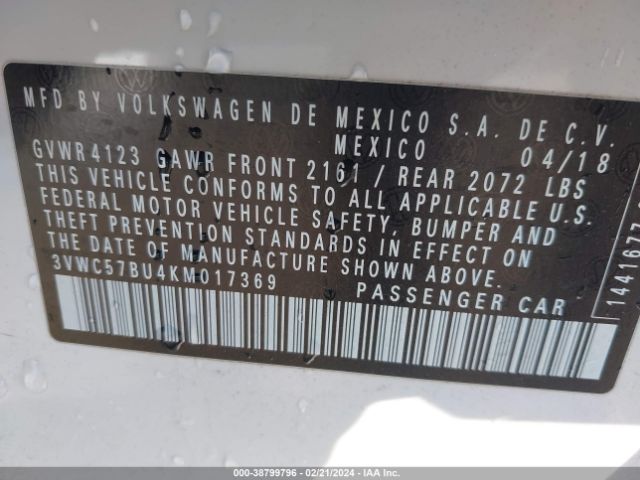 MFD BY VOLKSWAGEN DE MEXICO S.A. DE C.V.
MEXICO 04/18
GVWR 4123 GAWR FRONT 2161 / REAR 2072 LBS
THIS VEHICLE CONFORMS TO ALL APPLICABLE U.S.
FEDERAL MOTOR VEHICLE SAFETY, BUMPER AND
THEFT PREVENTION STANDARDS IN EFFECT ON
THE DATE OF MANUFACTURE SHOWN ABOVE.
3VWC57BU4KM017369 PASSENGER CAR
000-38799796 - 02/21/2024 - IAAI.COM